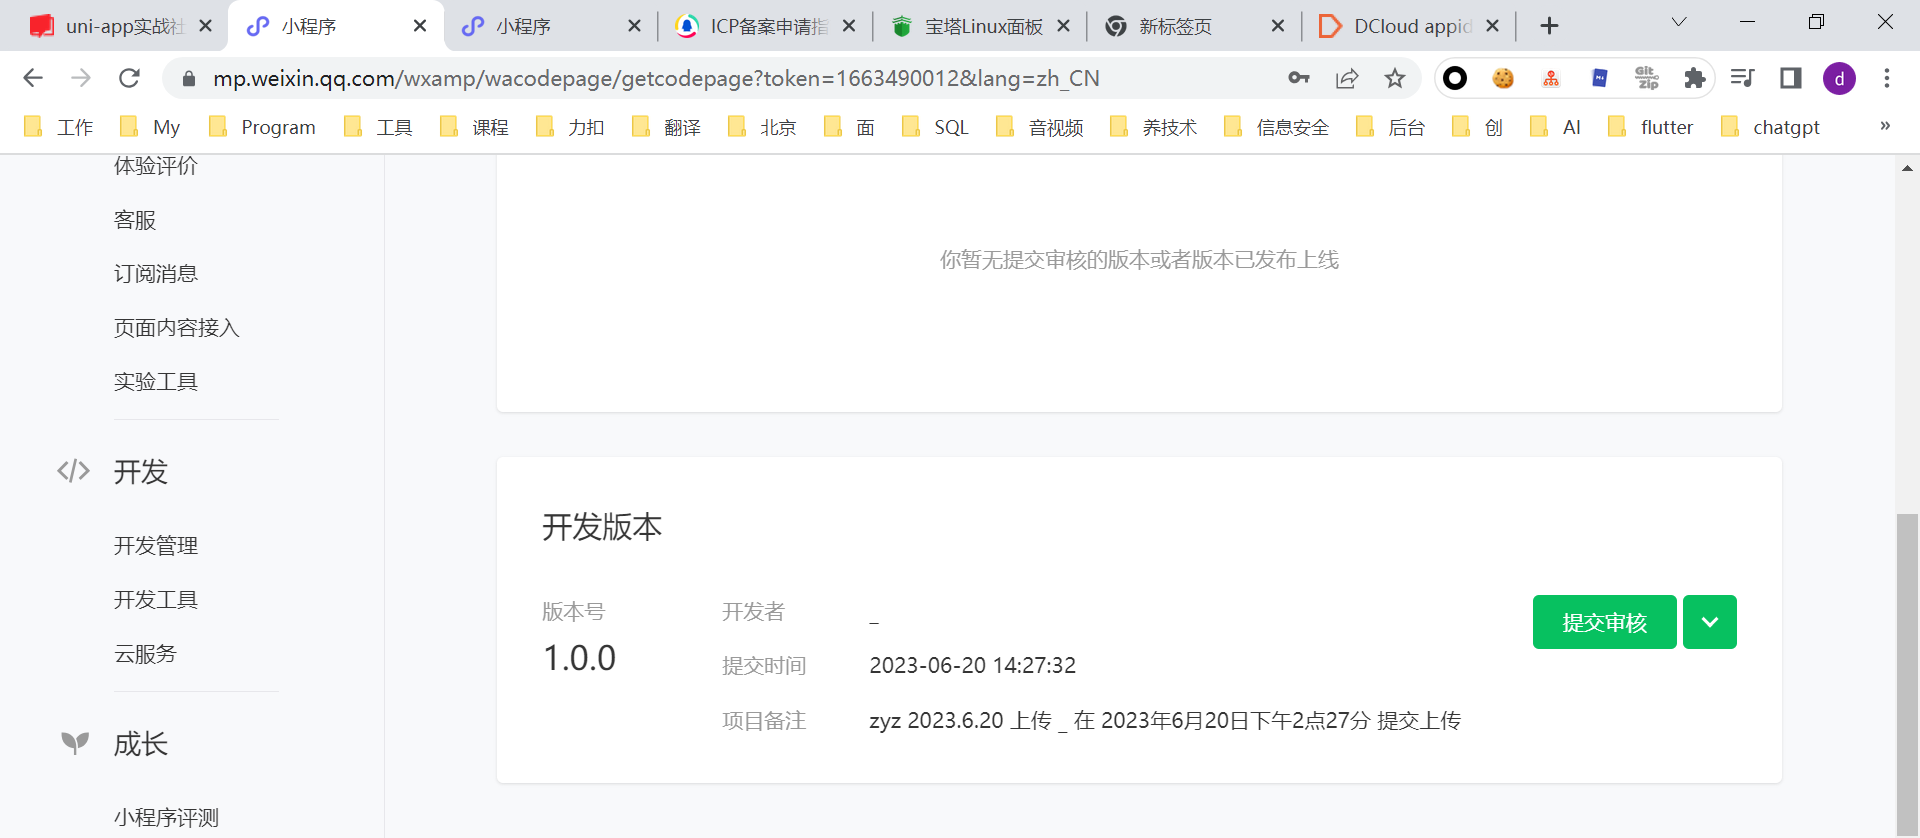 uni-app实战社
小程序
小程序
ICP备案申请指
宝塔Linux面板
新标签页
DCloud appid
mp.weixin.qq.com/wxamp/wacodepage/getcodepage?token=1663490012&lang=zh_CN
Git zip
d
工作
My
Program
工具
课程
力扣
翻译
北京
面
SQL
音视频
养技术
信息安全
后台
创
AI
flutter
chatgpt
»
体验评价
客服
订阅消息
页面内容接入
实验工具
</> 开发
开发管理
开发工具
云服务
成长
小程序评测
你暂无提交审核的版本或者版本已发布上线
开发版本
版本号
1.0.0
开发者 _
提交时间 2023-06-20 14:27:32
项目备注 zyz 2023.6.20 上传 _ 在 2023年6月20日下午2点27分 提交上传
提交审核